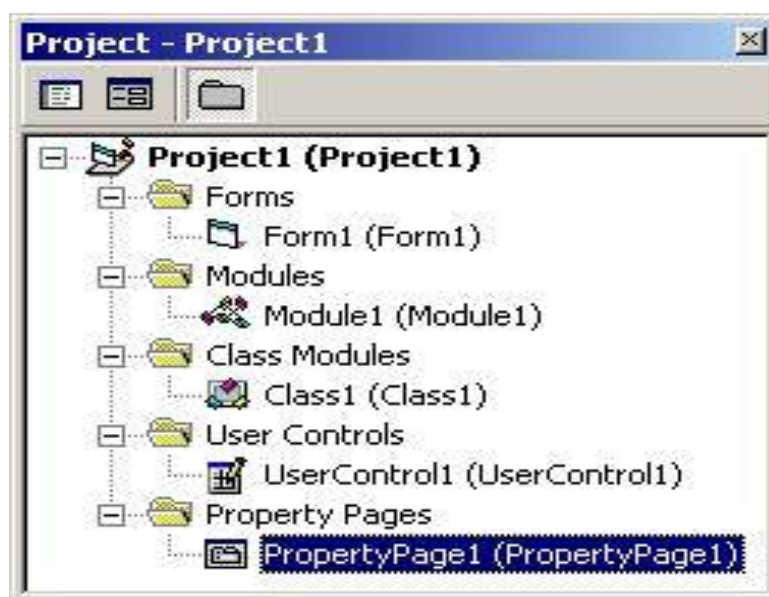 Project - Project1
Project1 (Project1)
Forms
Form1 (Form1)
Modules
Module1 (Module1)
Class Modules
Class1 (Class1)
User Controls
UserControl1 (UserControl1)
Property Pages
PropertyPage1 (PropertyPage1)